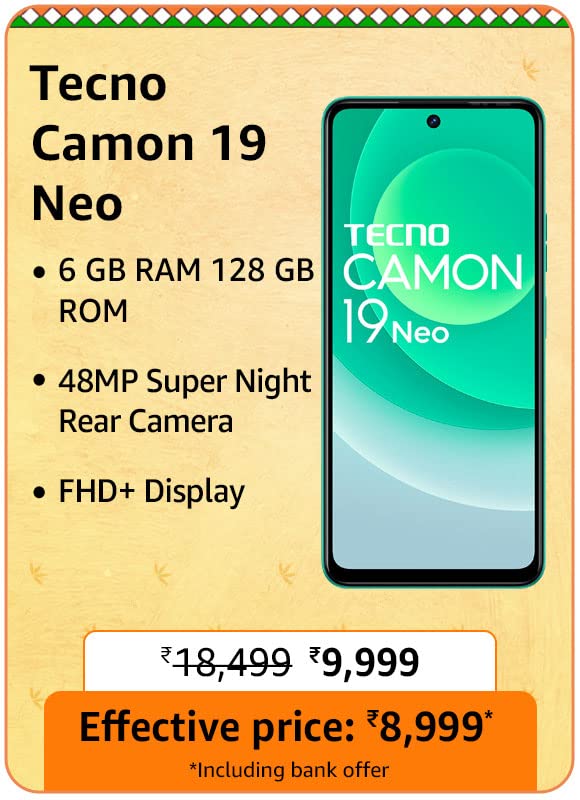 Tecno
Camon 19
Neo
• 6 GB RAM 128 GB
ROM
• 48MP Super Night
Rear Camera
• FHD+ Display
TECNO
CAMON
19 Neo
₹18,499 ₹9,999
Effective price: ₹8,999*
*Including bank offer